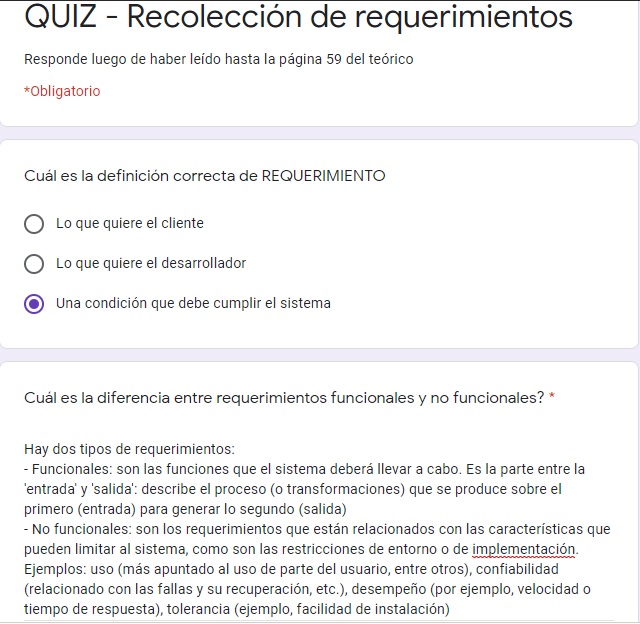 QUIZ - Recolección de requerimientos
Responde luego de haber leído hasta la página 59 del teórico
*Obligatorio
Cuál es la definición correcta de REQUERIMIENTO
Lo que quiere el cliente
Lo que quiere el desarrollador
Una condición que debe cumplir el sistema
Cuál es la diferencia entre requerimientos funcionales y no funcionales? *
Hay dos tipos de requerimientos:
- Funcionales: son las funciones que el sistema deberá llevar a cabo. Es la parte entre la
'entrada' y 'salida': describe el proceso (o transformaciones) que se produce sobre el
primero (entrada) para generar lo segundo (salida)
- No funcionales: son los requerimientos que están relacionados con las características que
pueden limitar al sistema, como son las restricciones de entorno o de implementación.
Ejemplos: uso (más apuntado al uso de parte del usuario, entre otros), confiabilidad
(relacionado con las fallas y su recuperación, etc.), desempeño (por ejemplo, velocidad o
tiempo de respuesta), tolerancia (ejemplo, facilidad de instalación)